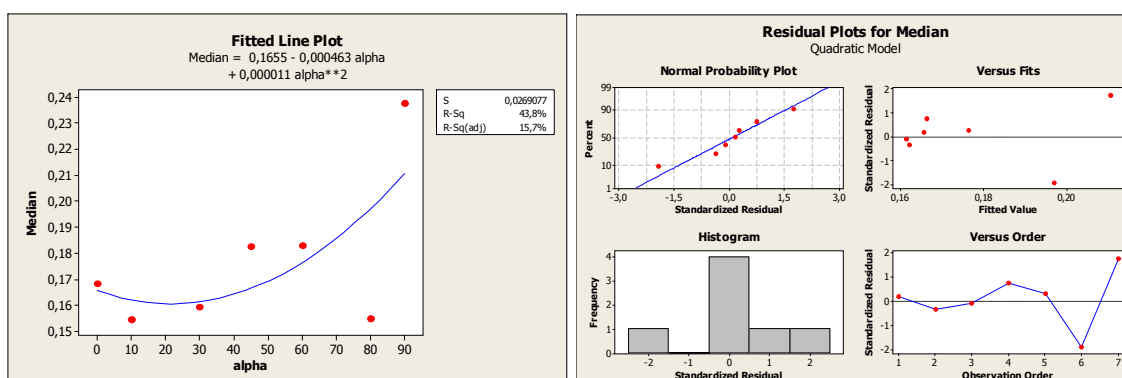 Fitted Line Plot
Median = 0,1655 - 0,000463 alpha
+ 0,000011 alpha**2
S 0,0269077
R-Sq 43,8%
R-Sq(adj) 15,7%
0,24
0,23
0,22
0,21
0,20
0,19
0,18
0,17
0,16
0,15
Median
0 10 20 30 40 50 60 70 80 90
alpha
Residual Plots for Median
Quadratic Model
Normal Probability Plot
99
90
50
10
1
Percent
-3,0 -1,5 0,0 1,5 3,0
Standardized Residual
Versus Fits
2
1
0
-1
-2
Standardized Residual
0,16 0,18 0,20
Fitted Value
Histogram
4
3
2
1
0
Frequency
-2 -1 0 1 2
Standardized Residual
Versus Order
2
1
0
-1
-2
Standardized Residual
1 2 3 4 5 6 7
Observation Order